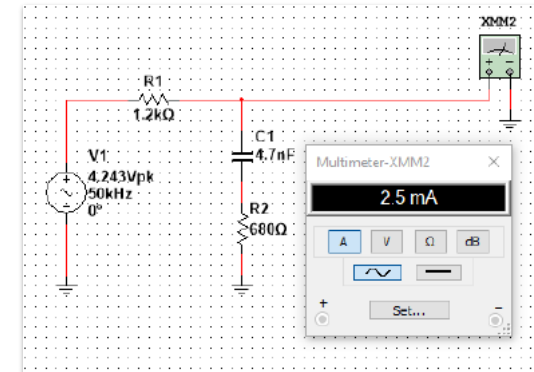 XMM2
R1
1.2kΩ
C1
4.7nF
V1
4.243Vpk
50kHz
0°
R2
680Ω
Multimeter-XMM2
2.5 mA
A V Ω dB
Set...
+ -